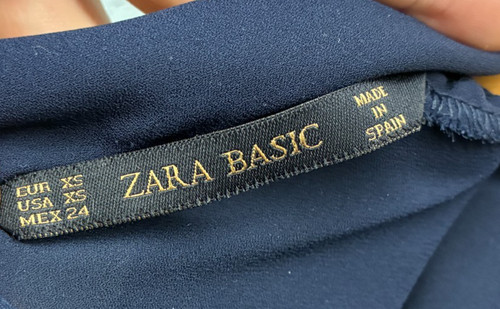 EUR XS
USA XS
MEX 24
ZARA BASIC
MADE
IN
SPAIN